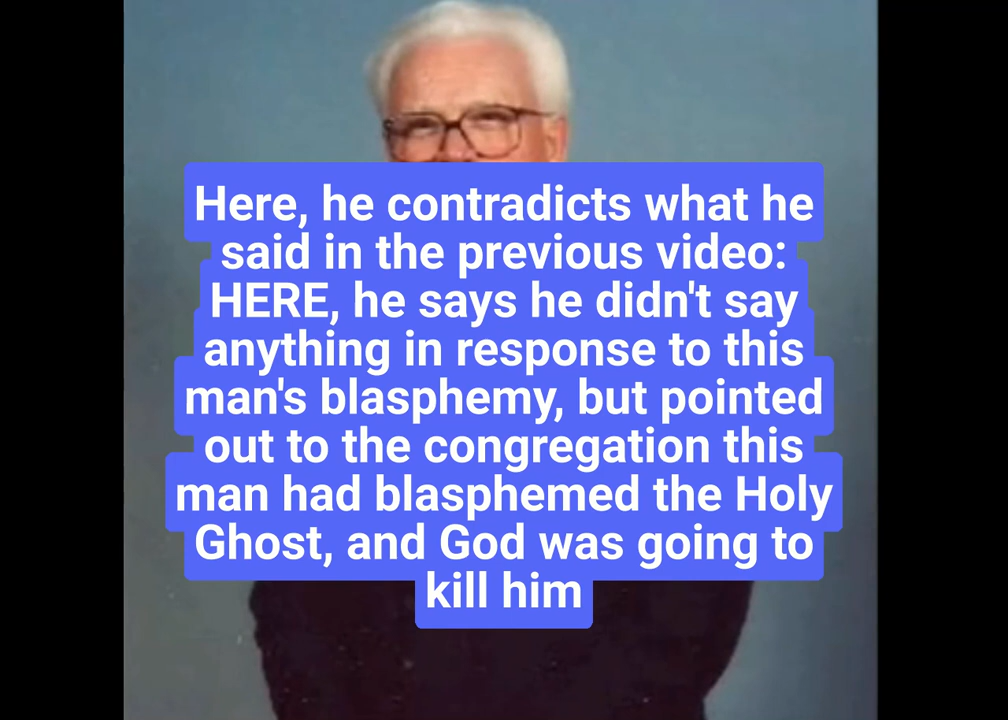 Here, he contradicts what he
said in the previous video:
HERE, he says he didn't say
anything in response to this
man's blasphemy, but pointed
out to the congregation this
man had blasphemed the Holy
Ghost, and God was going to
kill him